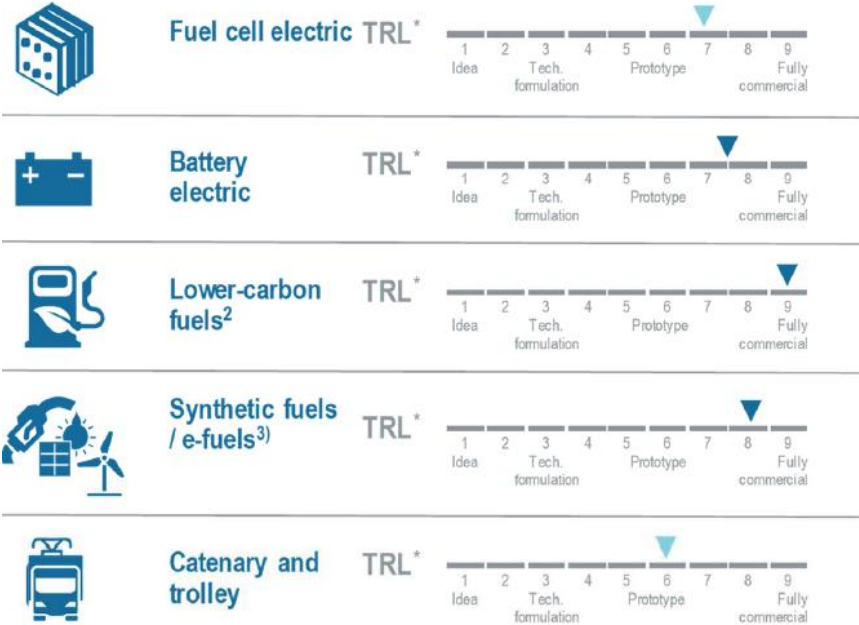 Fuel cell electric TRL*
1 2 3 4 5 6 7 8 9
Idea Tech. Prototype Fully
formulation commercial
Battery TRL*
electric
+ −
1 2 3 4 5 6 7 8 9
Idea Tech. Prototype Fully
formulation commercial
Lower-carbon TRL*
fuels2
1 2 3 4 5 6 7 8 9
Idea Tech. Prototype Fully
formulation commercial
Synthetic fuels TRL*
/ e-fuels3)
1 2 3 4 5 6 7 8 9
Idea Tech. Prototype Fully
formulation commercial
Catenary and TRL*
trolley
1 2 3 4 5 6 7 8 9
Idea Tech. Prototype Fully
formulation commercial